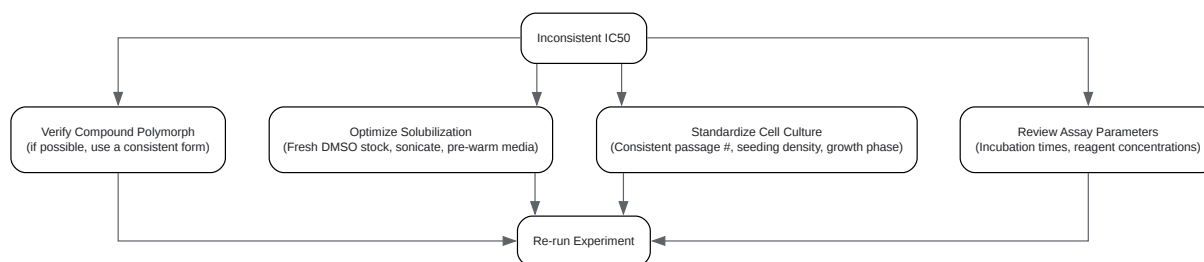 Inconsistent IC50
Verify Compound Polymorph
(if possible, use a consistent form)
Optimize Solubilization
(Fresh DMSO stock, sonicate, pre-warm media)
Standardize Cell Culture
(Consistent passage #, seeding density, growth phase)
Review Assay Parameters
(Incubation times, reagent concentrations)
Re-run Experiment